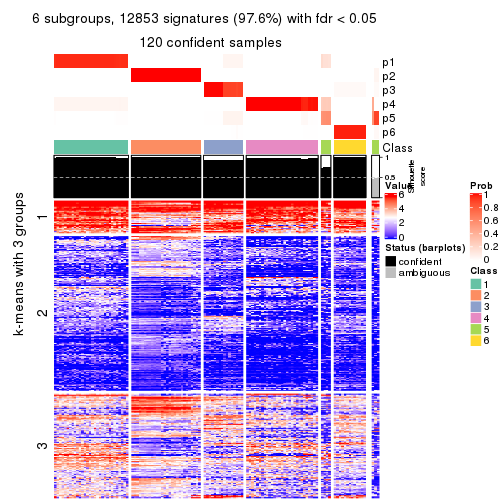 6 subgroups, 12853 signatures (97.6%) with fdr < 0.05
120 confident samples
p1
p2
p3
p4
p5
p6
Class
1
0.5
0
Silhouette
score
k-means with 3 groups
1
2
3
Value
6
4
2
0
Status (barplots)
confident
ambiguous
Prob
1
0.8
0.6
0.4
0.2
0
Class
1
2
3
4
5
6